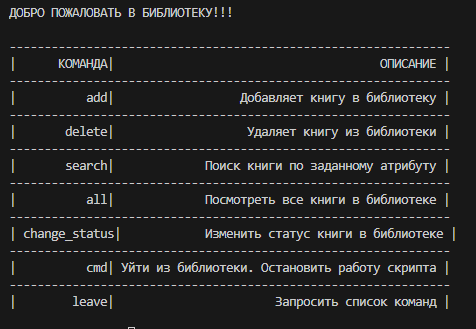 ДОБРО ПОЖАЛОВАТЬ В БИБЛИОТЕКУ!!!
---------------------------------------------------------------
|      КОМАНДА|                                      ОПИСАНИЕ |
---------------------------------------------------------------
|          add|                  Добавляет книгу в библиотеку |
---------------------------------------------------------------
|       delete|                   Удаляет книгу из библиотеки |
---------------------------------------------------------------
|       search|             Поиск книги по заданному атрибуту |
---------------------------------------------------------------
|          all|             Посмотреть все книги в библиотеке |
---------------------------------------------------------------
| change_status|             Изменить статус книги в библиотеке |
---------------------------------------------------------------
|          cmd| Уйти из библиотеки. Остановить работу скрипта |
---------------------------------------------------------------
|        leave|                       Запросить список команд |
---------------------------------------------------------------